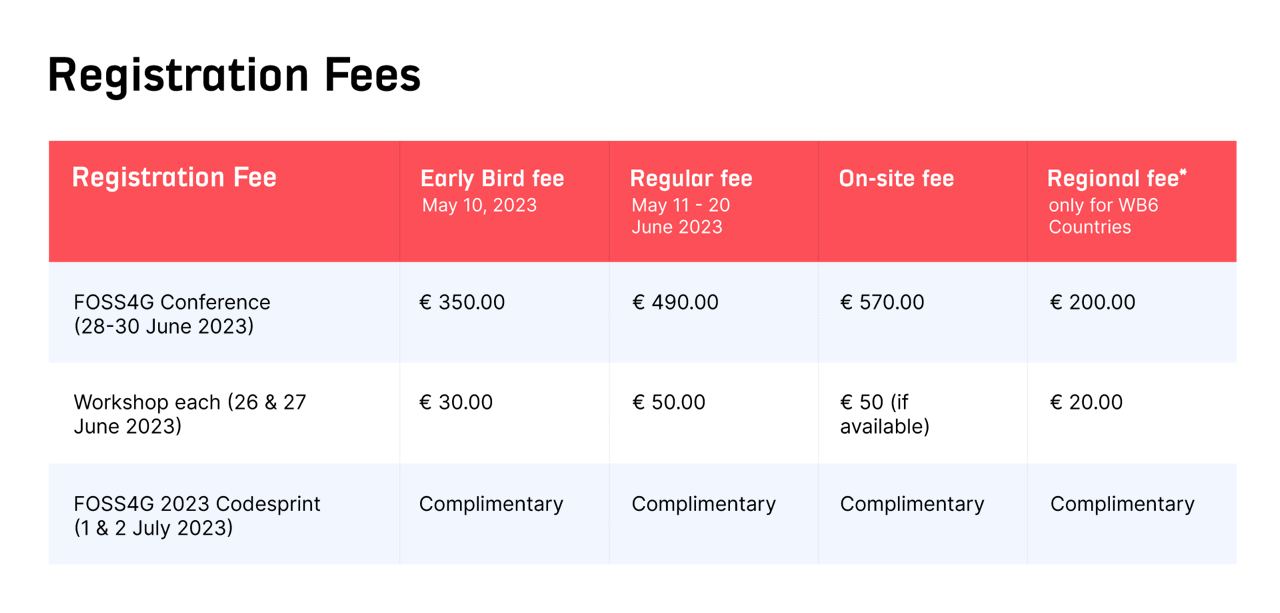 Registration Fees
Registration Fee
Early Bird fee
May 10, 2023
Regular fee
May 11 - 20
June 2023
On-site fee
Regional fee*
only for WB6
Countries
FOSS4G Conference
(28-30 June 2023)
€ 350.00
€ 490.00
€ 570.00
€ 200.00
Workshop each (26 & 27
June 2023)
€ 30.00
€ 50.00
€ 50 (if
available)
€ 20.00
FOSS4G 2023 Codesprint
(1 & 2 July 2023)
Complimentary
Complimentary
Complimentary
Complimentary